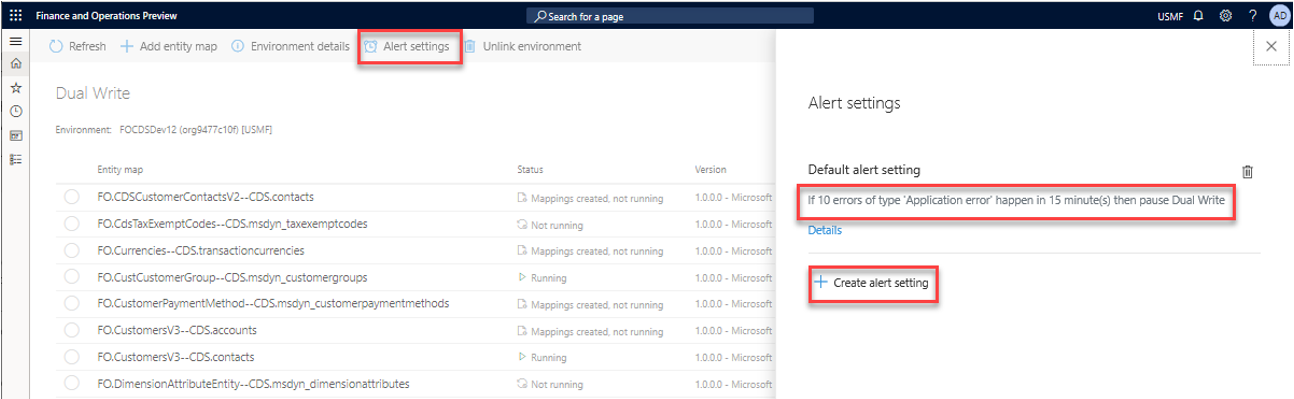 Finance and Operations Preview
Search for a page
USMF
?
AD
Refresh
Add entity map
Environment details
Alert settings
Unlink environment
Dual Write
Environment: FOCDSDev12 (org9477c10f) [USMF]
Entity map Status Version
FO.CDSCustomerContactsV2--CDS.contacts Mappings created, not running 1.0.0.0 - Microsoft
FO.CdsTaxExemptCodes--CDS.msdyn_taxexemptcodes Not running 1.0.0.0 - Microsoft
FO.Currencies--CDS.transactioncurrencies Mappings created, not running 1.0.0.0 - Microsoft
FO.CustCustomerGroup--CDS.msdyn_customergroups Running 1.0.0.0 - Microsoft
FO.CustomerPaymentMethod--CDS.msdyn_customerpaymentmethods Mappings created, not running 1.0.0.0 - Microsoft
FO.CustomersV3--CDS.accounts Mappings created, not running 1.0.0.0 - Microsoft
FO.CustomersV3--CDS.contacts Running 1.0.0.0 - Microsoft
FO.DimensionAttributeEntity--CDS.msdyn_dimensionattributes Not running 1.0.0.0 - Microsoft
Alert settings
Default alert setting
If 10 errors of type 'Application error' happen in 15 minute(s) then pause Dual Write
Details
Create alert setting